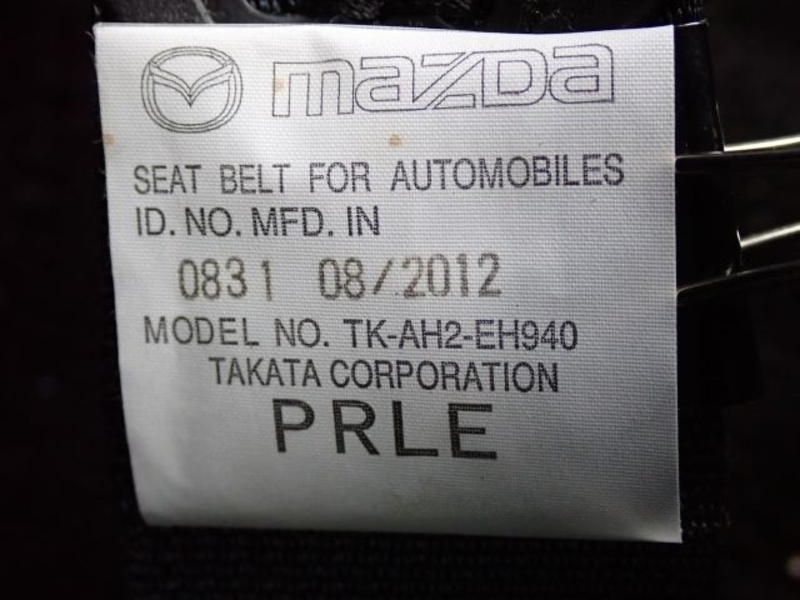 mazda
SEAT BELT FOR AUTOMOBILES
ID. NO. MFD. IN
0831 08/2012
MODEL NO. TK-AH2-EH940
TAKATA CORPORATION
PRLE